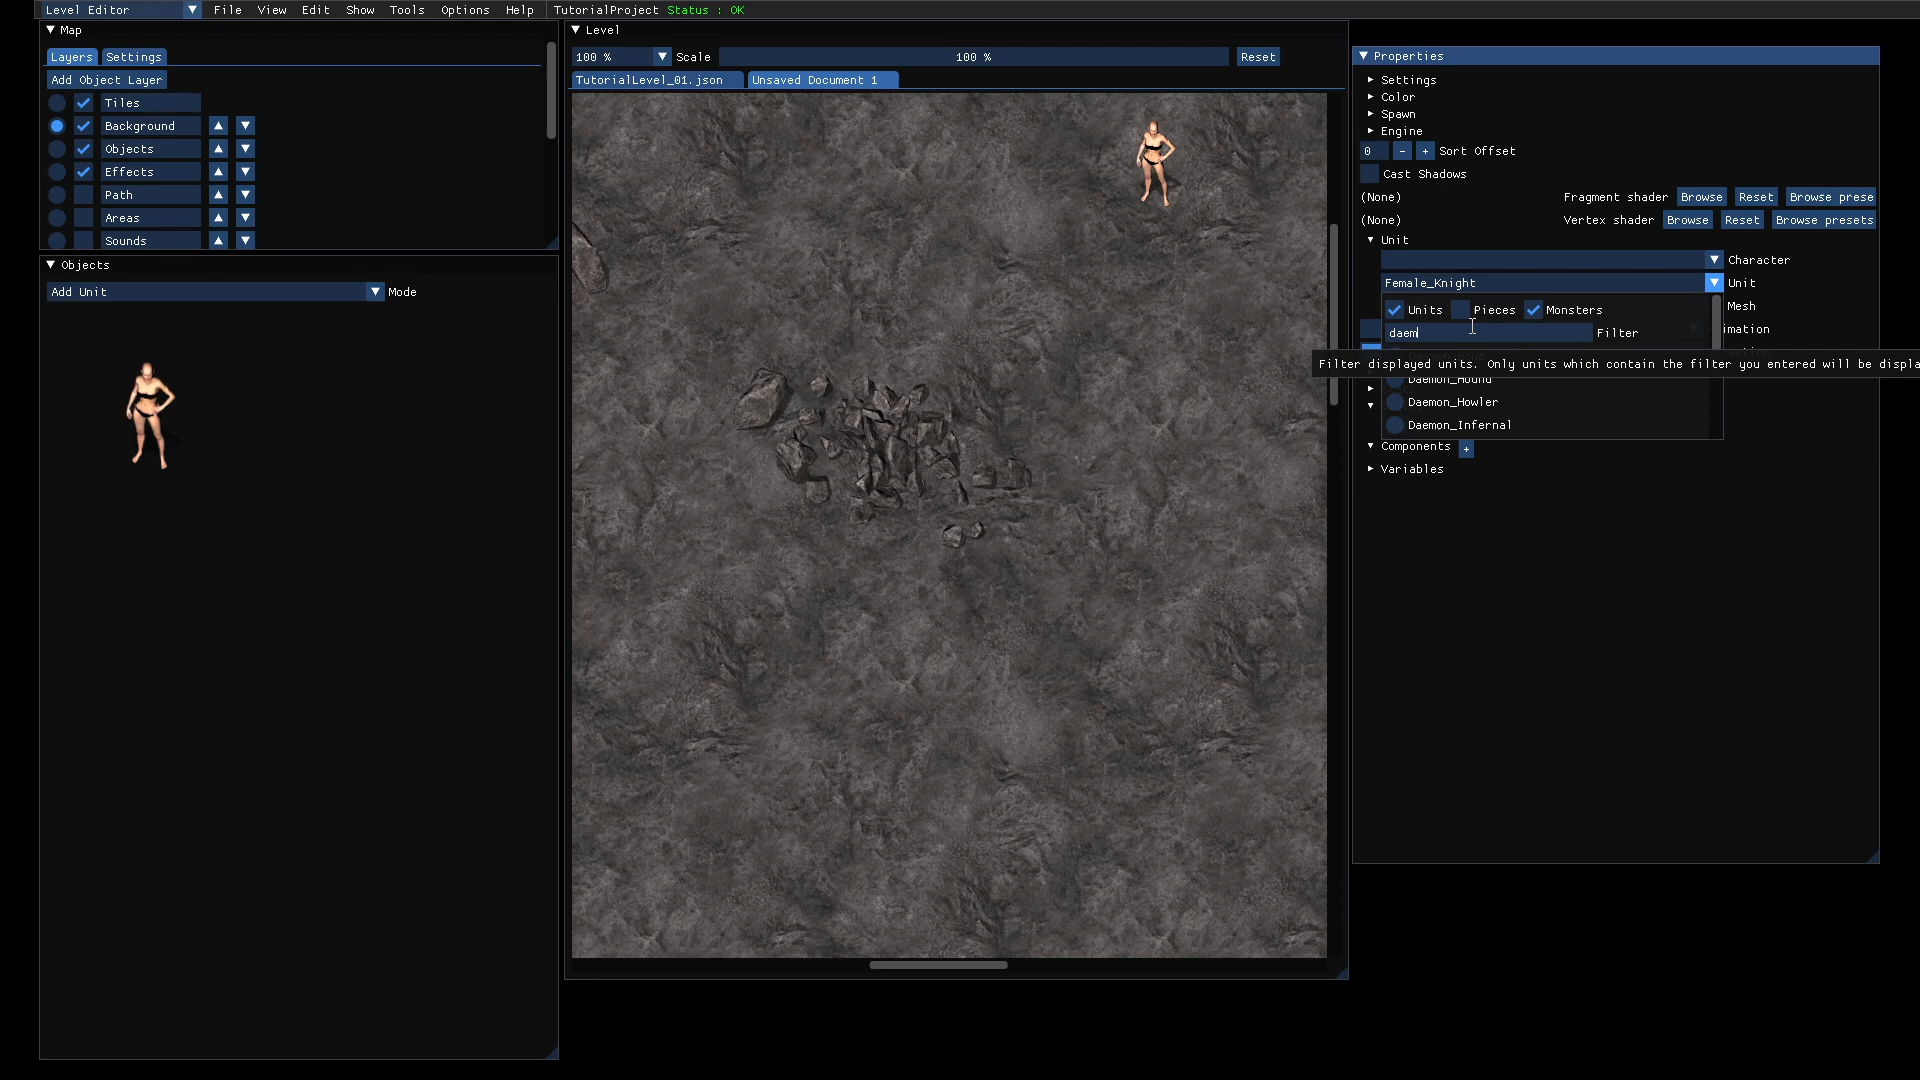 Level Editor File View Edit Show Tools Options Help TutorialProject Status : OK
Map
Layers Settings
Add Object Layer
Tiles
Background
Objects
Effects
Path
Areas
Sounds
Objects
Add Unit Mode
Level
100 % Scale 100 % Reset
TutorialLevel_01.json Unsaved Document 1
Properties
Settings
Color
Spawn
Engine
0 - + Sort Offset
Cast Shadows
(None) Fragment shader Browse Reset Browse prese
(None) Vertex shader Browse Reset Browse presets
Unit
Character
Female_Knight Unit
Units Pieces Monsters Mesh
daem Filter imation
Filter displayed units. Only units which contain the filter you entered will be displa
Daemon_Hound
Daemon_Howler
Daemon_Infernal
Components +
Variables